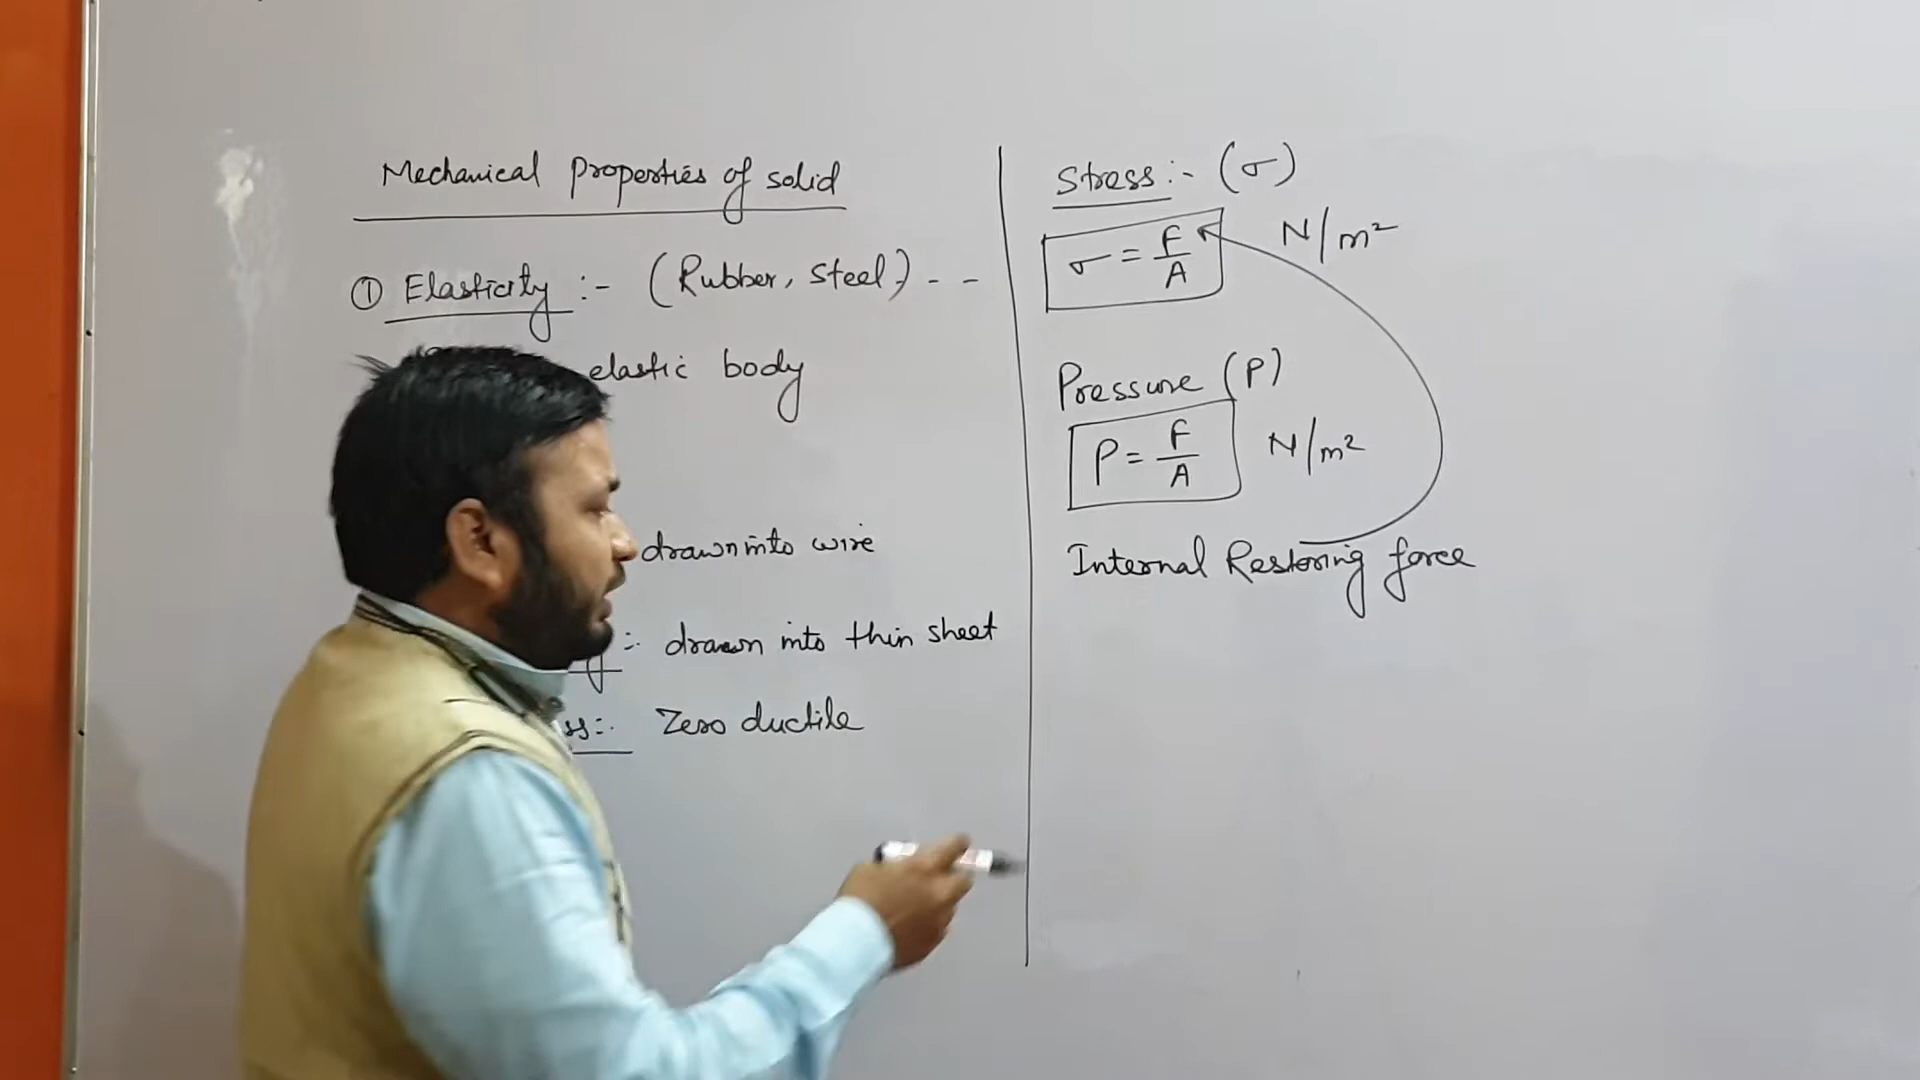 Mechanical properties of solid
① Elasticity :- (Rubber, Steel) - -
elastic body
drawn into wire
:- drawn into thin sheet
ss:- Zero ductile
Stress :- (σ)
σ = F/A N/m²
Pressure (P)
P = F/A N/m²
Internal Restoring force